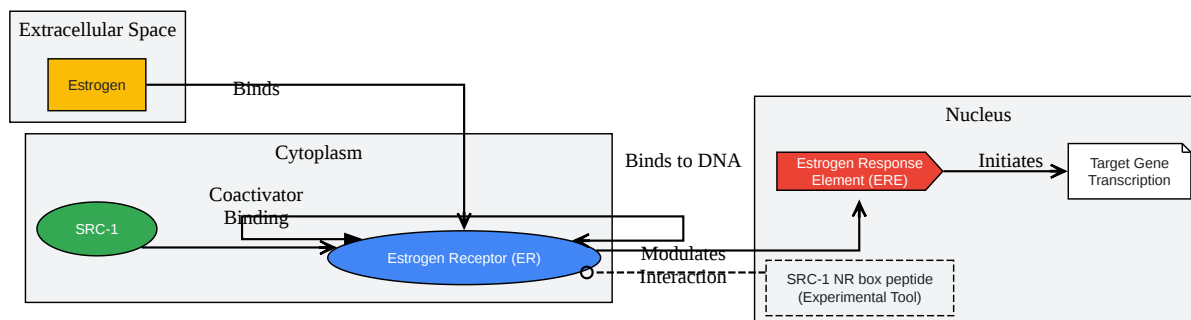 Extracellular Space
Estrogen
Binds
Cytoplasm
Coactivator
Binding
SRC-1
Estrogen Receptor (ER)
Binds to DNA
Modulates
Interaction
Nucleus
Estrogen Response
Element (ERE)
Initiates
Target Gene
Transcription
SRC-1 NR box peptide
(Experimental Tool)